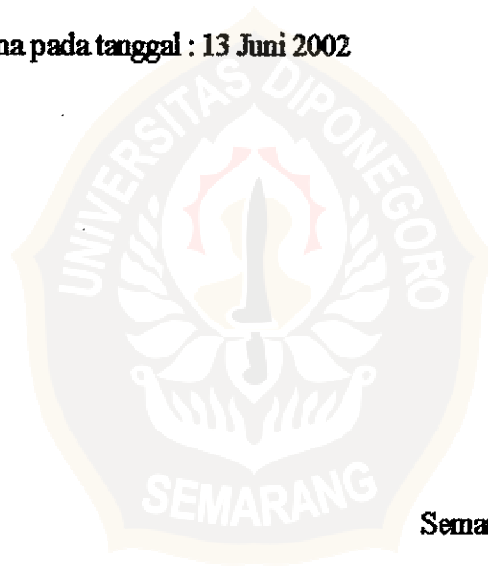 na pada tanggal : 13 Juni 2002
UNIVERSITAS DIPONEGORO
SEMARANG
Sema